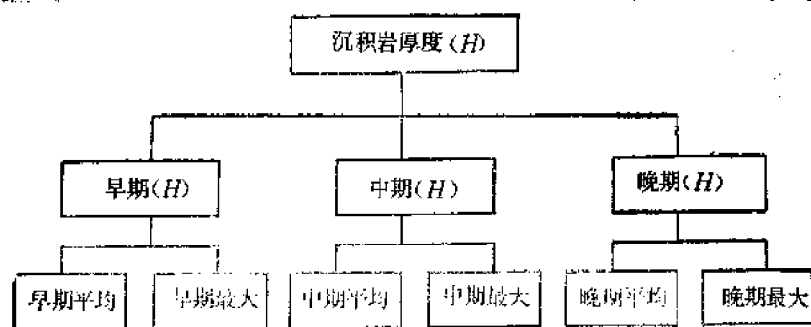 沉积岩厚度(H)
早期(H) 中期(H) 晚期(H)
早期平均 早期最大 中期平均 中期最大 晚期平均 晚期最大